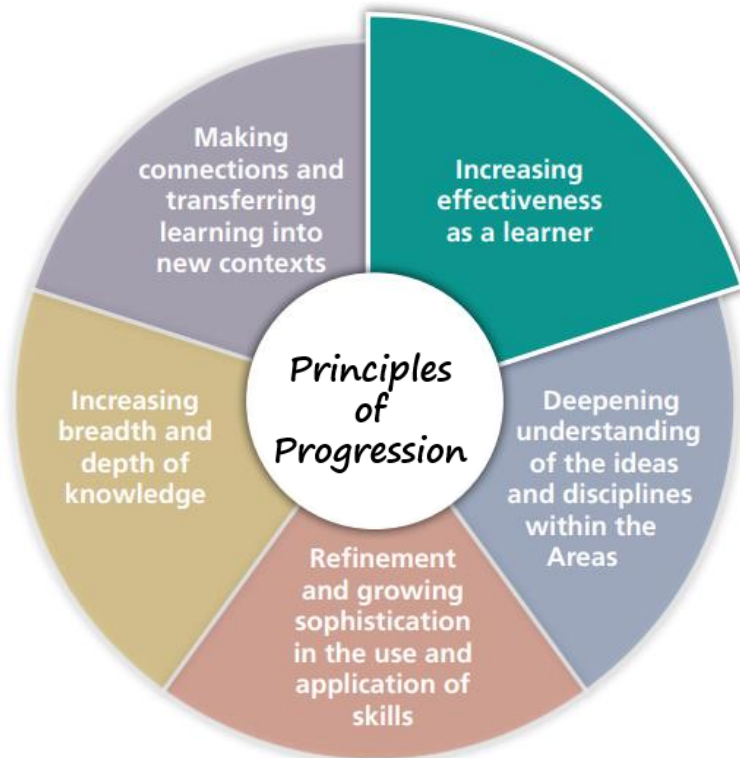 Making
connections and
transferring
learning into
new contexts
Increasing
effectiveness
as a learner
Principles
of
Progression
Increasing
breadth and
depth of
knowledge
Deepening
understanding
of the ideas
and disciplines
within the
Areas
Refinement
and growing
sophistication
in the use and
application of
skills